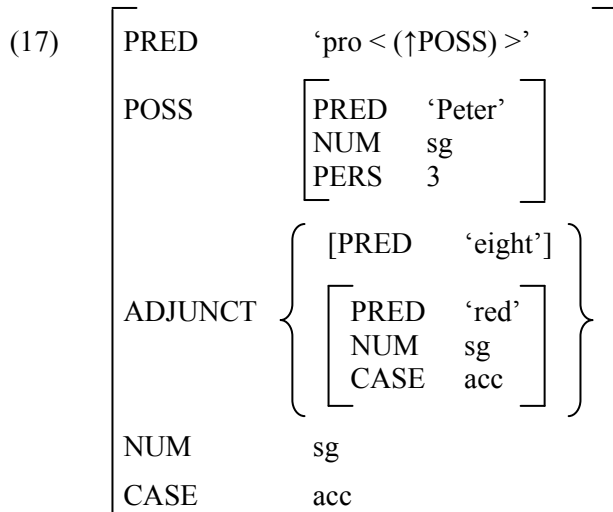 (17) PRED ‘pro < (↑POSS) >’
POSS PRED ‘Peter’
NUM sg
PERS 3
[PRED ‘eight’]
ADJUNCT PRED ‘red’
NUM sg
CASE acc
NUM sg
CASE acc